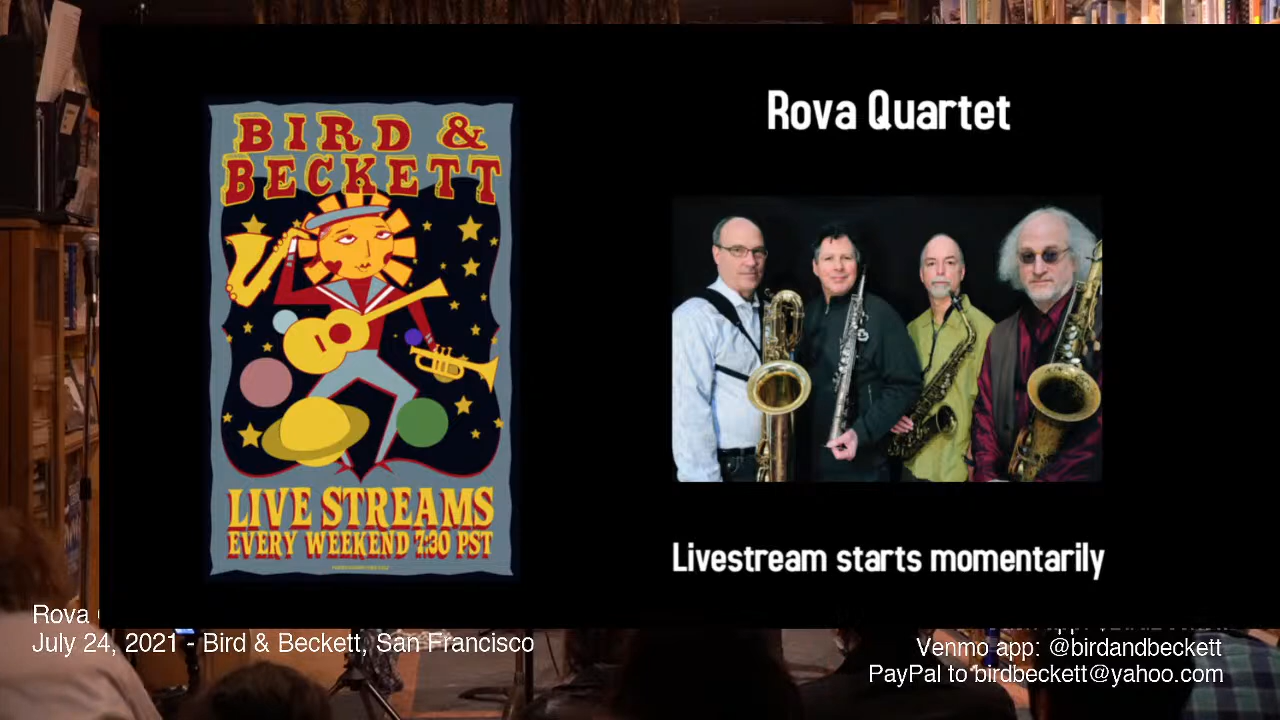 BIRD &
BECKETT
LIVE STREAMS
EVERY WEEKEND 7:30 PST
Rova Quartet
Livestream starts momentarily
Rova
July 24, 2021 - Bird & Beckett, San Francisco
Venmo app: @birdandbeckett
PayPal to birdbeckett@yahoo.com